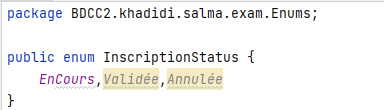 package BDCC2.khadidi.salma.exam.Enums;
public enum InscriptionStatus {
EnCours,Validée,Annulée
}